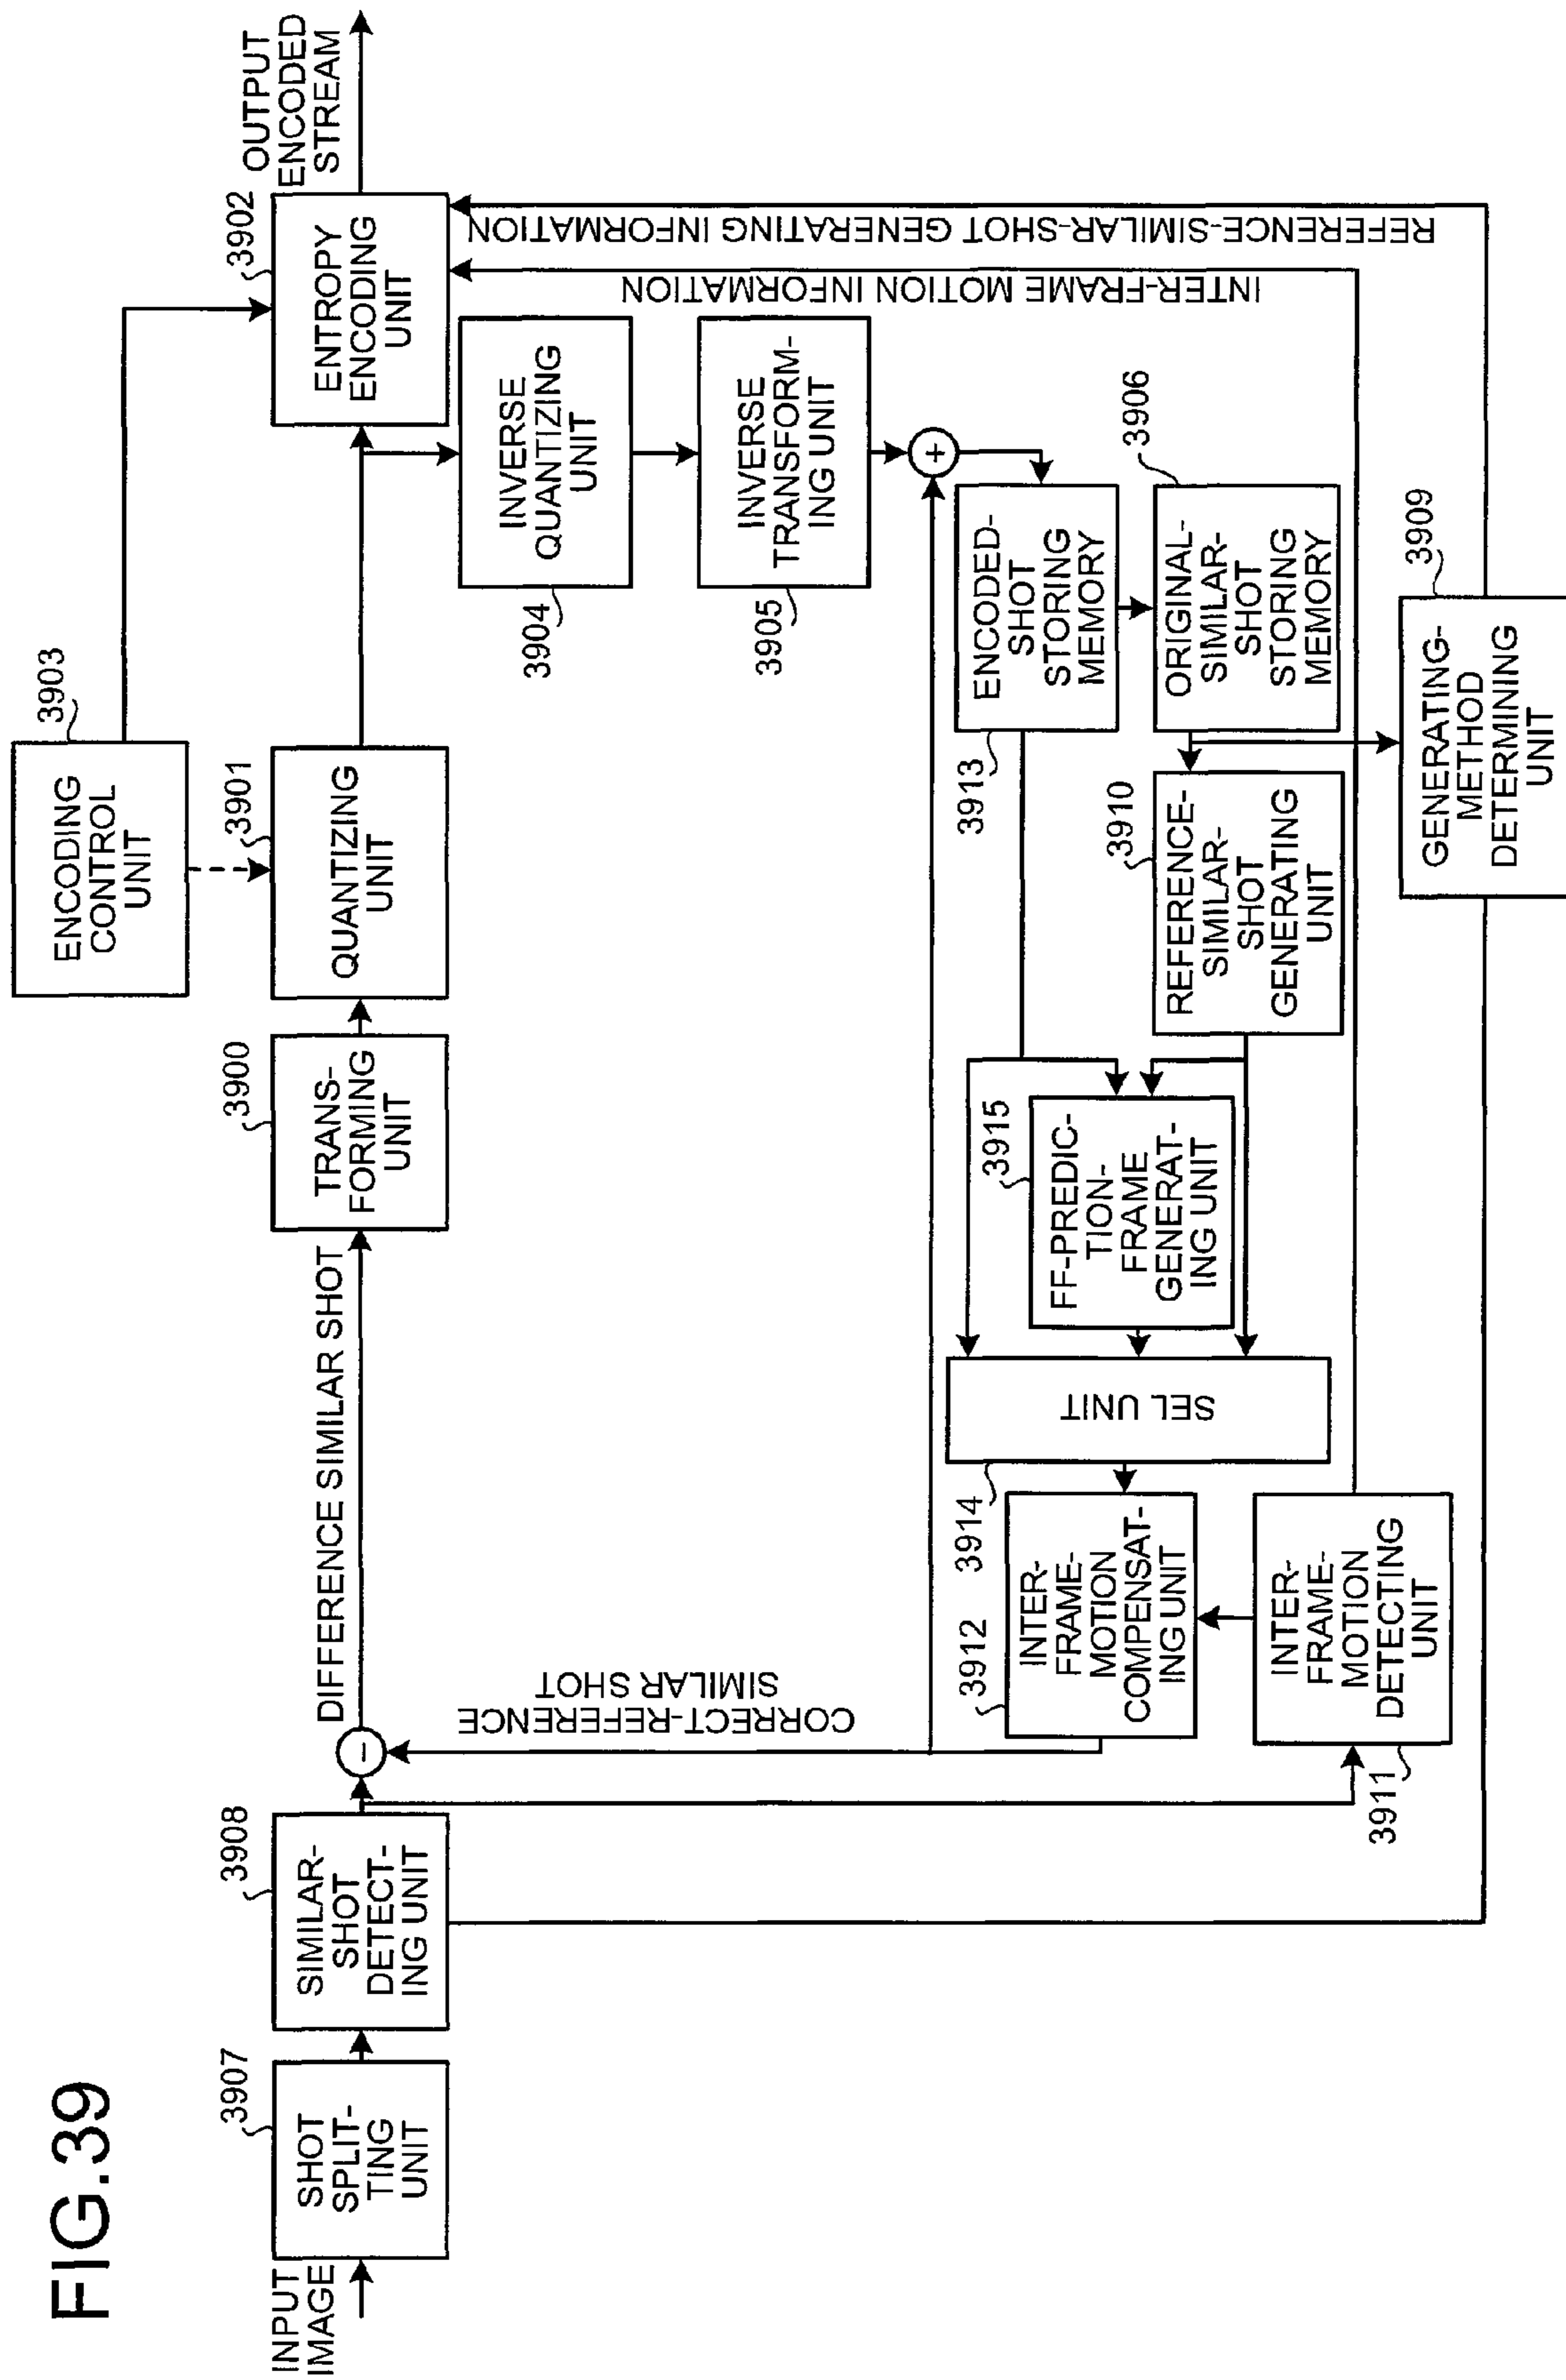 FIG.39
INPUT
IMAGE
3907
SHOT
SPLIT-
TING
UNIT
3908
SIMILAR-
SHOT
DETECT-
ING UNIT
−
DIFFERENCE SIMILAR SHOT
3900
TRANS-
FORMING
UNIT
3901
QUANTIZING
UNIT
3903
ENCODING
CONTROL
UNIT
3902
ENTROPY
ENCODING
UNIT
OUTPUT
ENCODED
STREAM
CORRECT-REFERENCE
SIMILAR SHOT
3904
INVERSE
QUANTIZING
UNIT
3905
INVERSE
TRANSFORM-
ING UNIT
+
INTER-FRAME MOTION INFORMATION
REFERENCE-SIMILAR-SHOT GENERATING INFORMATION
3912
INTER-
FRAME-
MOTION
COMPENSAT-
ING UNIT
3914
SEL UNIT
3915
FF-PREDIC-
TION-
FRAME
GENERAT-
ING UNIT
3913
ENCODED-
SHOT
STORING
MEMORY
3906
ORIGINAL-
SIMILAR-
SHOT
STORING
MEMORY
3910
REFERENCE-
SIMILAR-
SHOT
GENERATING
UNIT
3911
INTER-
FRAME-
MOTION
DETECTING
UNIT
3909
GENERATING-
METHOD
DETERMINING
UNIT